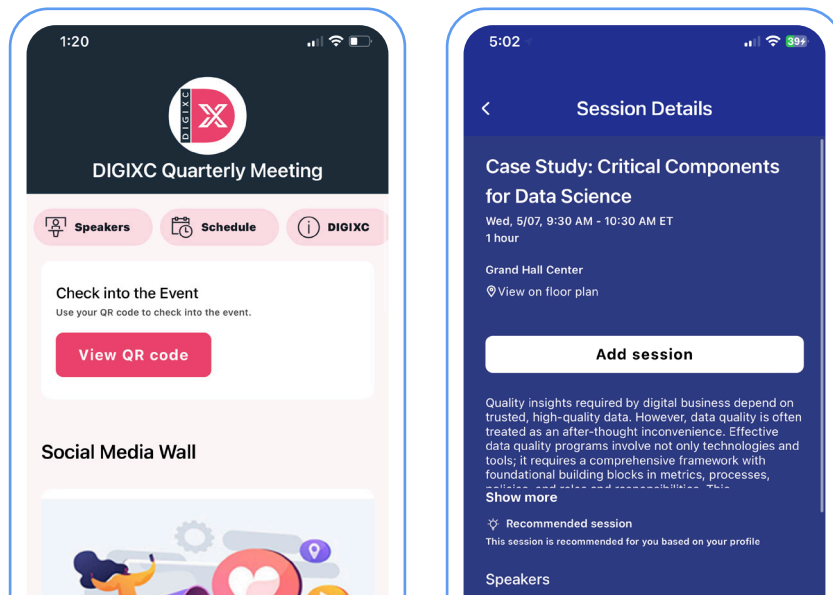 1:20
DIGIXC
DIGIXC Quarterly Meeting
Speakers
Schedule
DIGIXC
Check into the Event
Use your QR code to check into the event.
View QR code
Social Media Wall
5:02
39
Session Details
Case Study: Critical Components
for Data Science
Wed, 5/07, 9:30 AM - 10:30 AM ET
1 hour
Grand Hall Center
View on floor plan
Add session
Quality insights required by digital business depend on
trusted, high-quality data. However, data quality is often
treated as an after-thought inconvenience. Effective
data quality programs involve not only technologies and
tools; it requires a comprehensive framework with
foundational building blocks in metrics, processes,
policies, and roles and responsibilities. This
Show more
Recommended session
This session is recommended for you based on your profile
Speakers